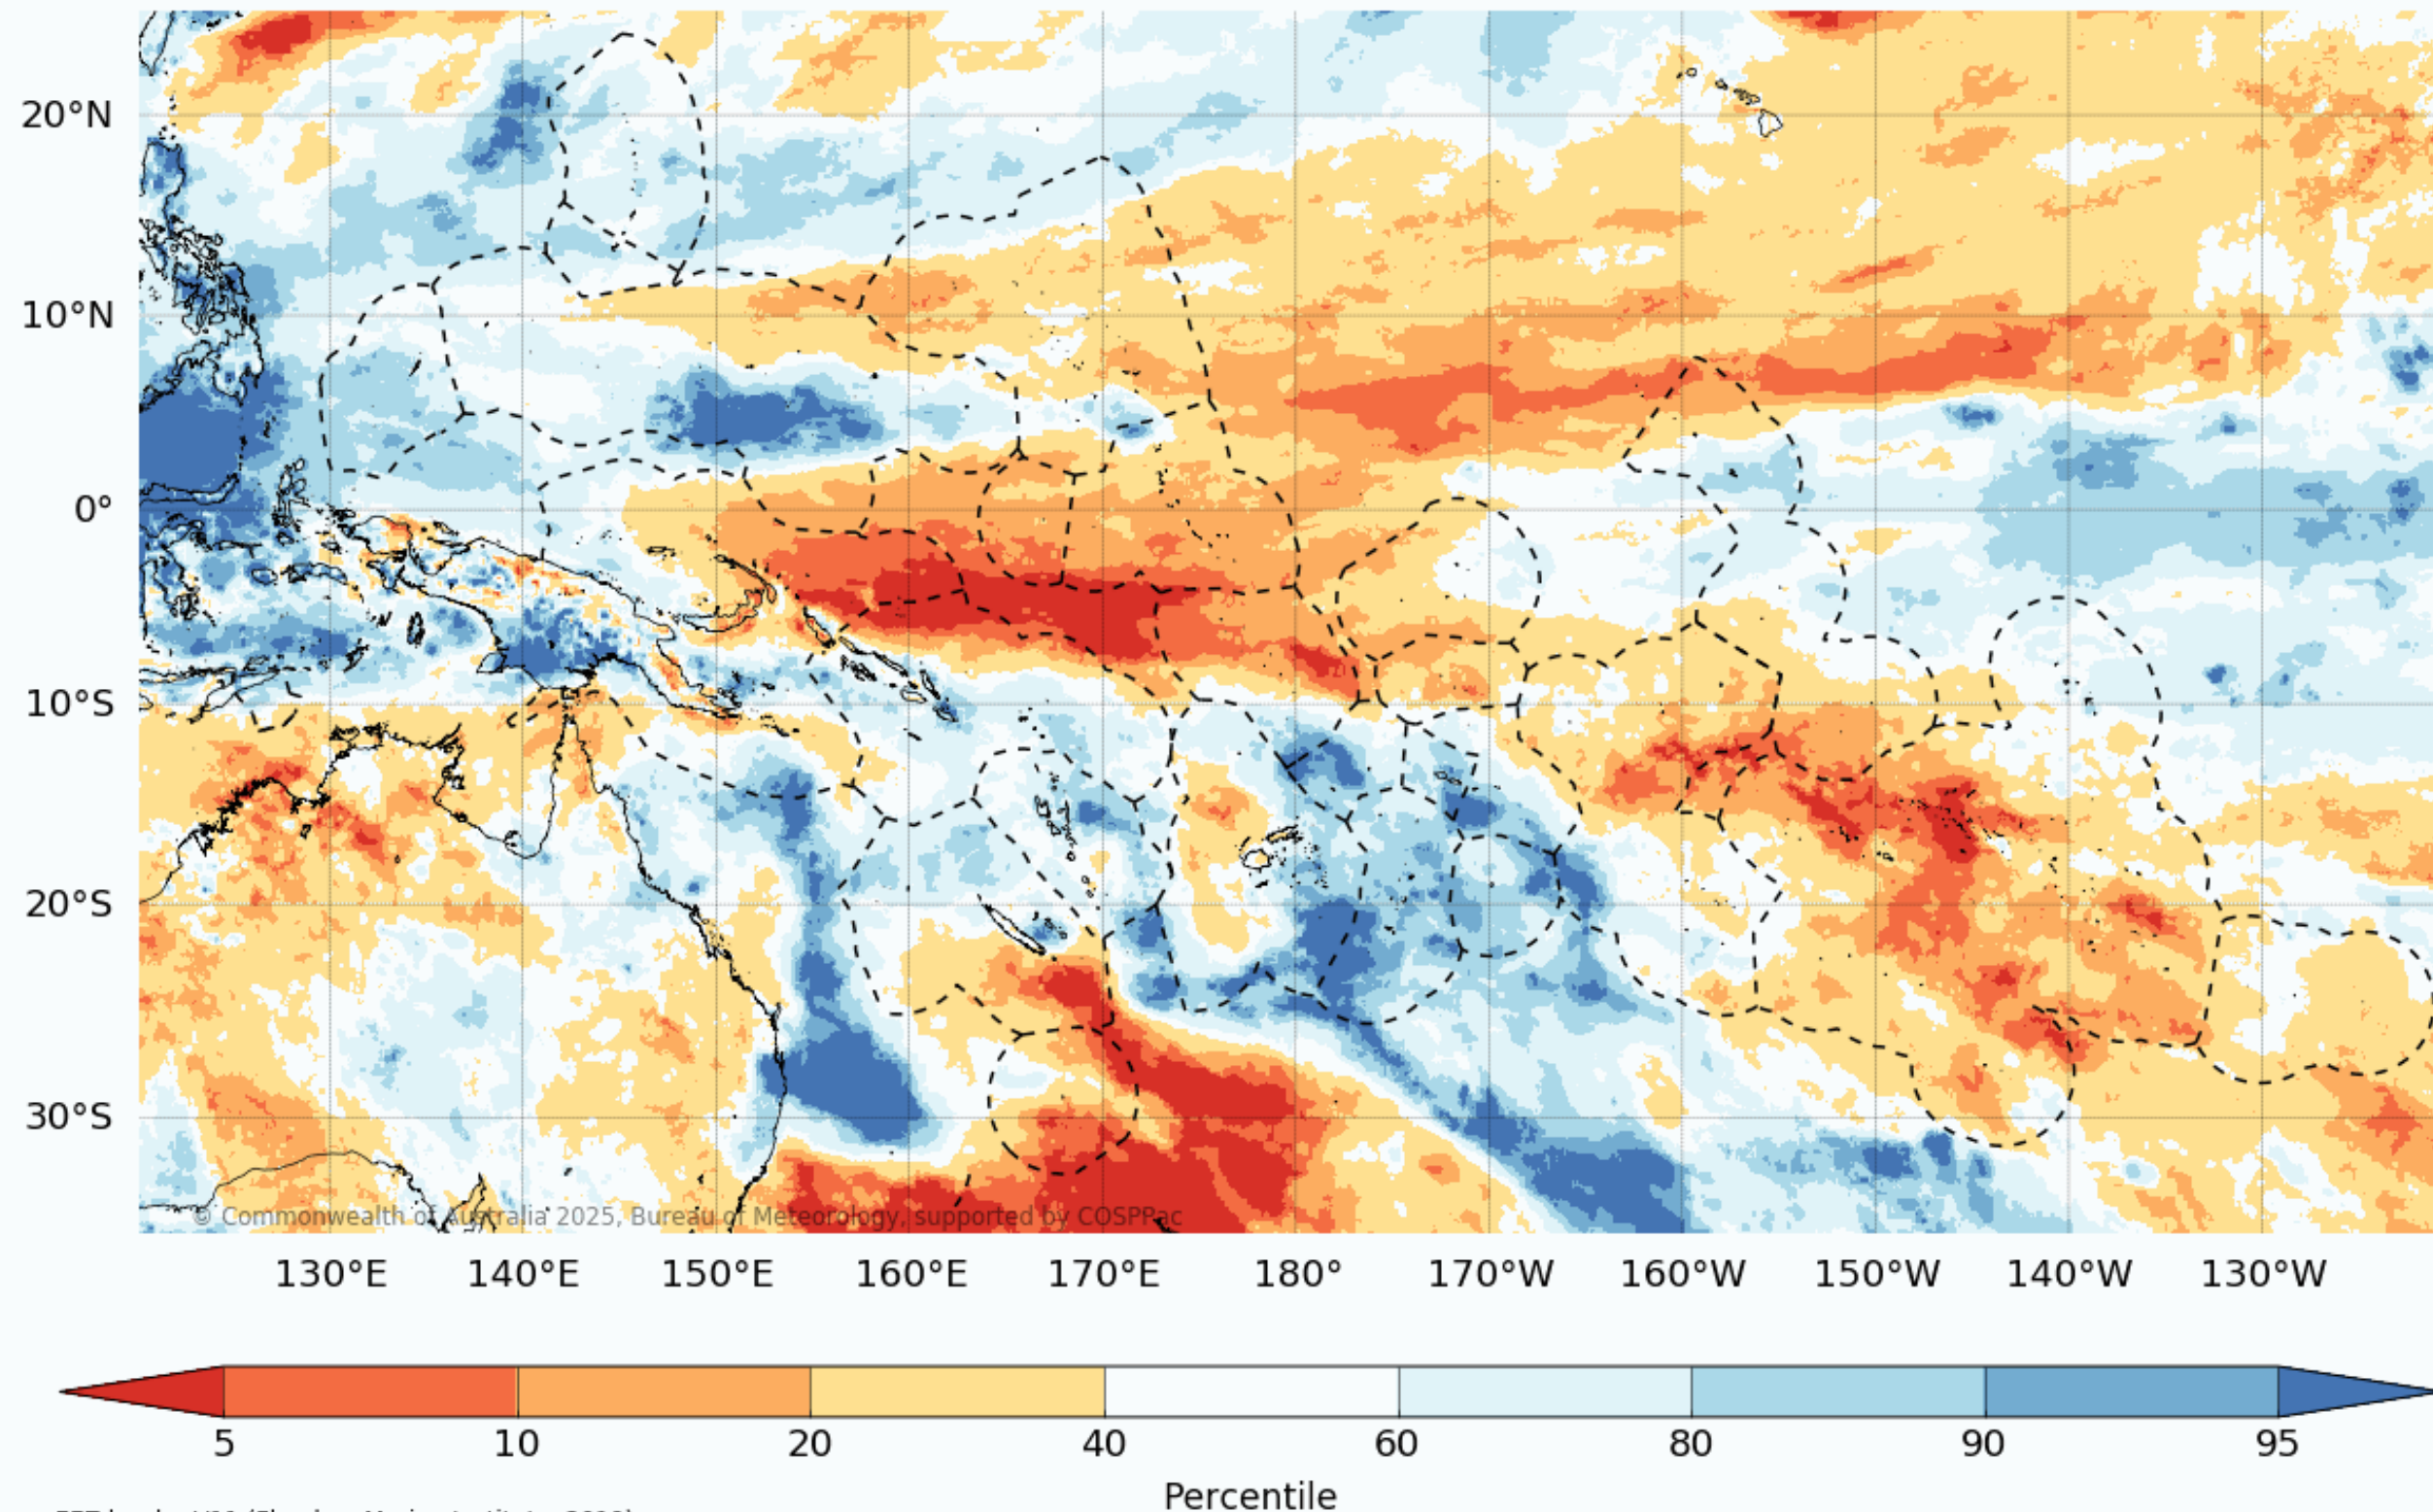 20°N
10°N
0°
10°S
20°S
30°S
© Commonwealth of Australia 2025, Bureau of Meteorology, supported by COSPPac
130°E 140°E 150°E 160°E 170°E 180° 170°W 160°W 150°W 140°W 130°W
5 10 20 40 60 80 90 95
Percentile